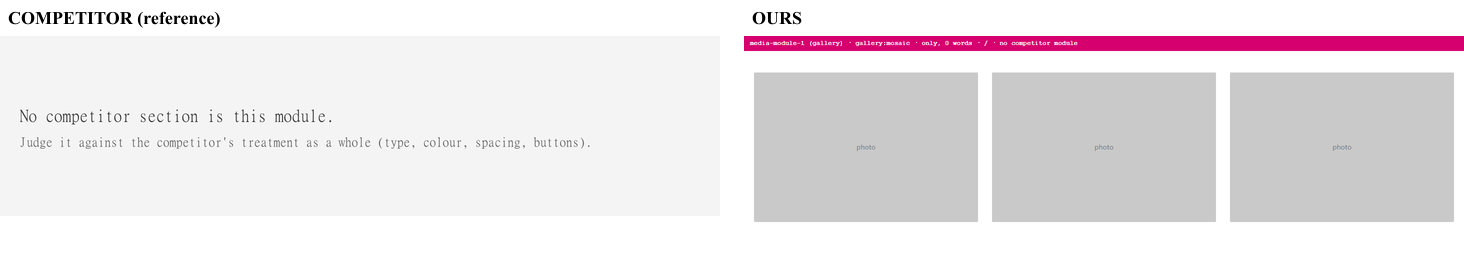 COMPETITOR (reference)
No competitor section is this module.
Judge it against the competitor's treatment as a whole (type, colour, spacing, buttons).
OURS
media-module-1 (gallery) · gallery:mosaic · only, 0 words · / · no competitor module
photo
photo
photo